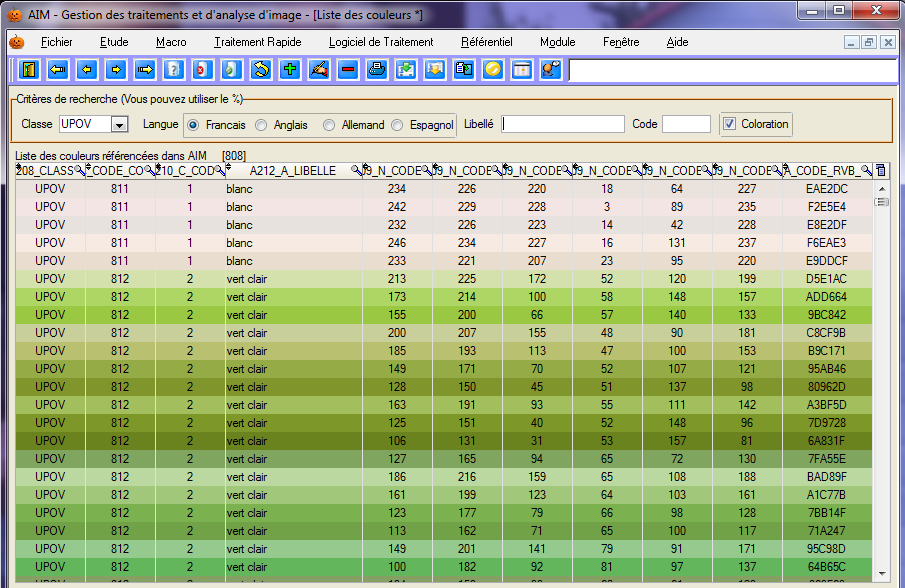 AIM - Gestion des traitements et d'analyse d'image - [Liste des couleurs *]
Fichier Etude Macro Traitement Rapide Logiciel de Traitement Référentiel Module Fenêtre Aide
Critères de recherche (Vous pouvez utiliser le %)
Classe UPOV Langue Francais Anglais Allemand Espagnol Libellé Code Coloration
Liste des couleurs référencées dans AIM [808]
208_CLASS _CODE_CO 210_C_COD A212_A_LIBELLE J9_N_CODE J9_N_CODE J9_N_CODE J9_N_CODE J9_N_CODE J9_N_CODE A_CODE_RVB_
UPOV 811 1 blanc 234 226 220 18 64 227 EAE2DC
UPOV 811 1 blanc 242 229 228 3 89 235 F2E5E4
UPOV 811 1 blanc 232 226 223 14 42 228 E8E2DF
UPOV 811 1 blanc 246 234 227 16 131 237 F6EAE3
UPOV 811 1 blanc 233 221 207 23 95 220 E9DDCF
UPOV 812 2 vert clair 213 225 172 52 120 199 D5E1AC
UPOV 812 2 vert clair 173 214 100 58 148 157 ADD664
UPOV 812 2 vert clair 155 200 66 57 140 133 9BC842
UPOV 812 2 vert clair 200 207 155 48 90 181 C8CF9B
UPOV 812 2 vert clair 185 193 113 47 100 153 B9C171
UPOV 812 2 vert clair 149 171 70 52 107 121 95AB46
UPOV 812 2 vert clair 128 150 45 51 137 98 80962D
UPOV 812 2 vert clair 163 191 93 55 111 142 A3BF5D
UPOV 812 2 vert clair 125 151 40 52 148 96 7D9728
UPOV 812 2 vert clair 106 131 31 53 157 81 6A831F
UPOV 812 2 vert clair 127 165 94 65 72 130 7FA55E
UPOV 812 2 vert clair 186 216 159 65 108 188 BAD89F
UPOV 812 2 vert clair 161 199 123 64 103 161 A1C77B
UPOV 812 2 vert clair 123 177 79 66 98 128 7BB14F
UPOV 812 2 vert clair 113 162 71 65 100 117 71A247
UPOV 812 2 vert clair 149 201 141 79 91 171 95C98D
UPOV 812 2 vert clair 100 182 92 81 97 137 64B65C